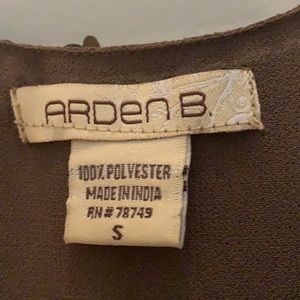 ARDEN B.
100% POLYESTER
MADE IN INDIA
RN # 78749
S